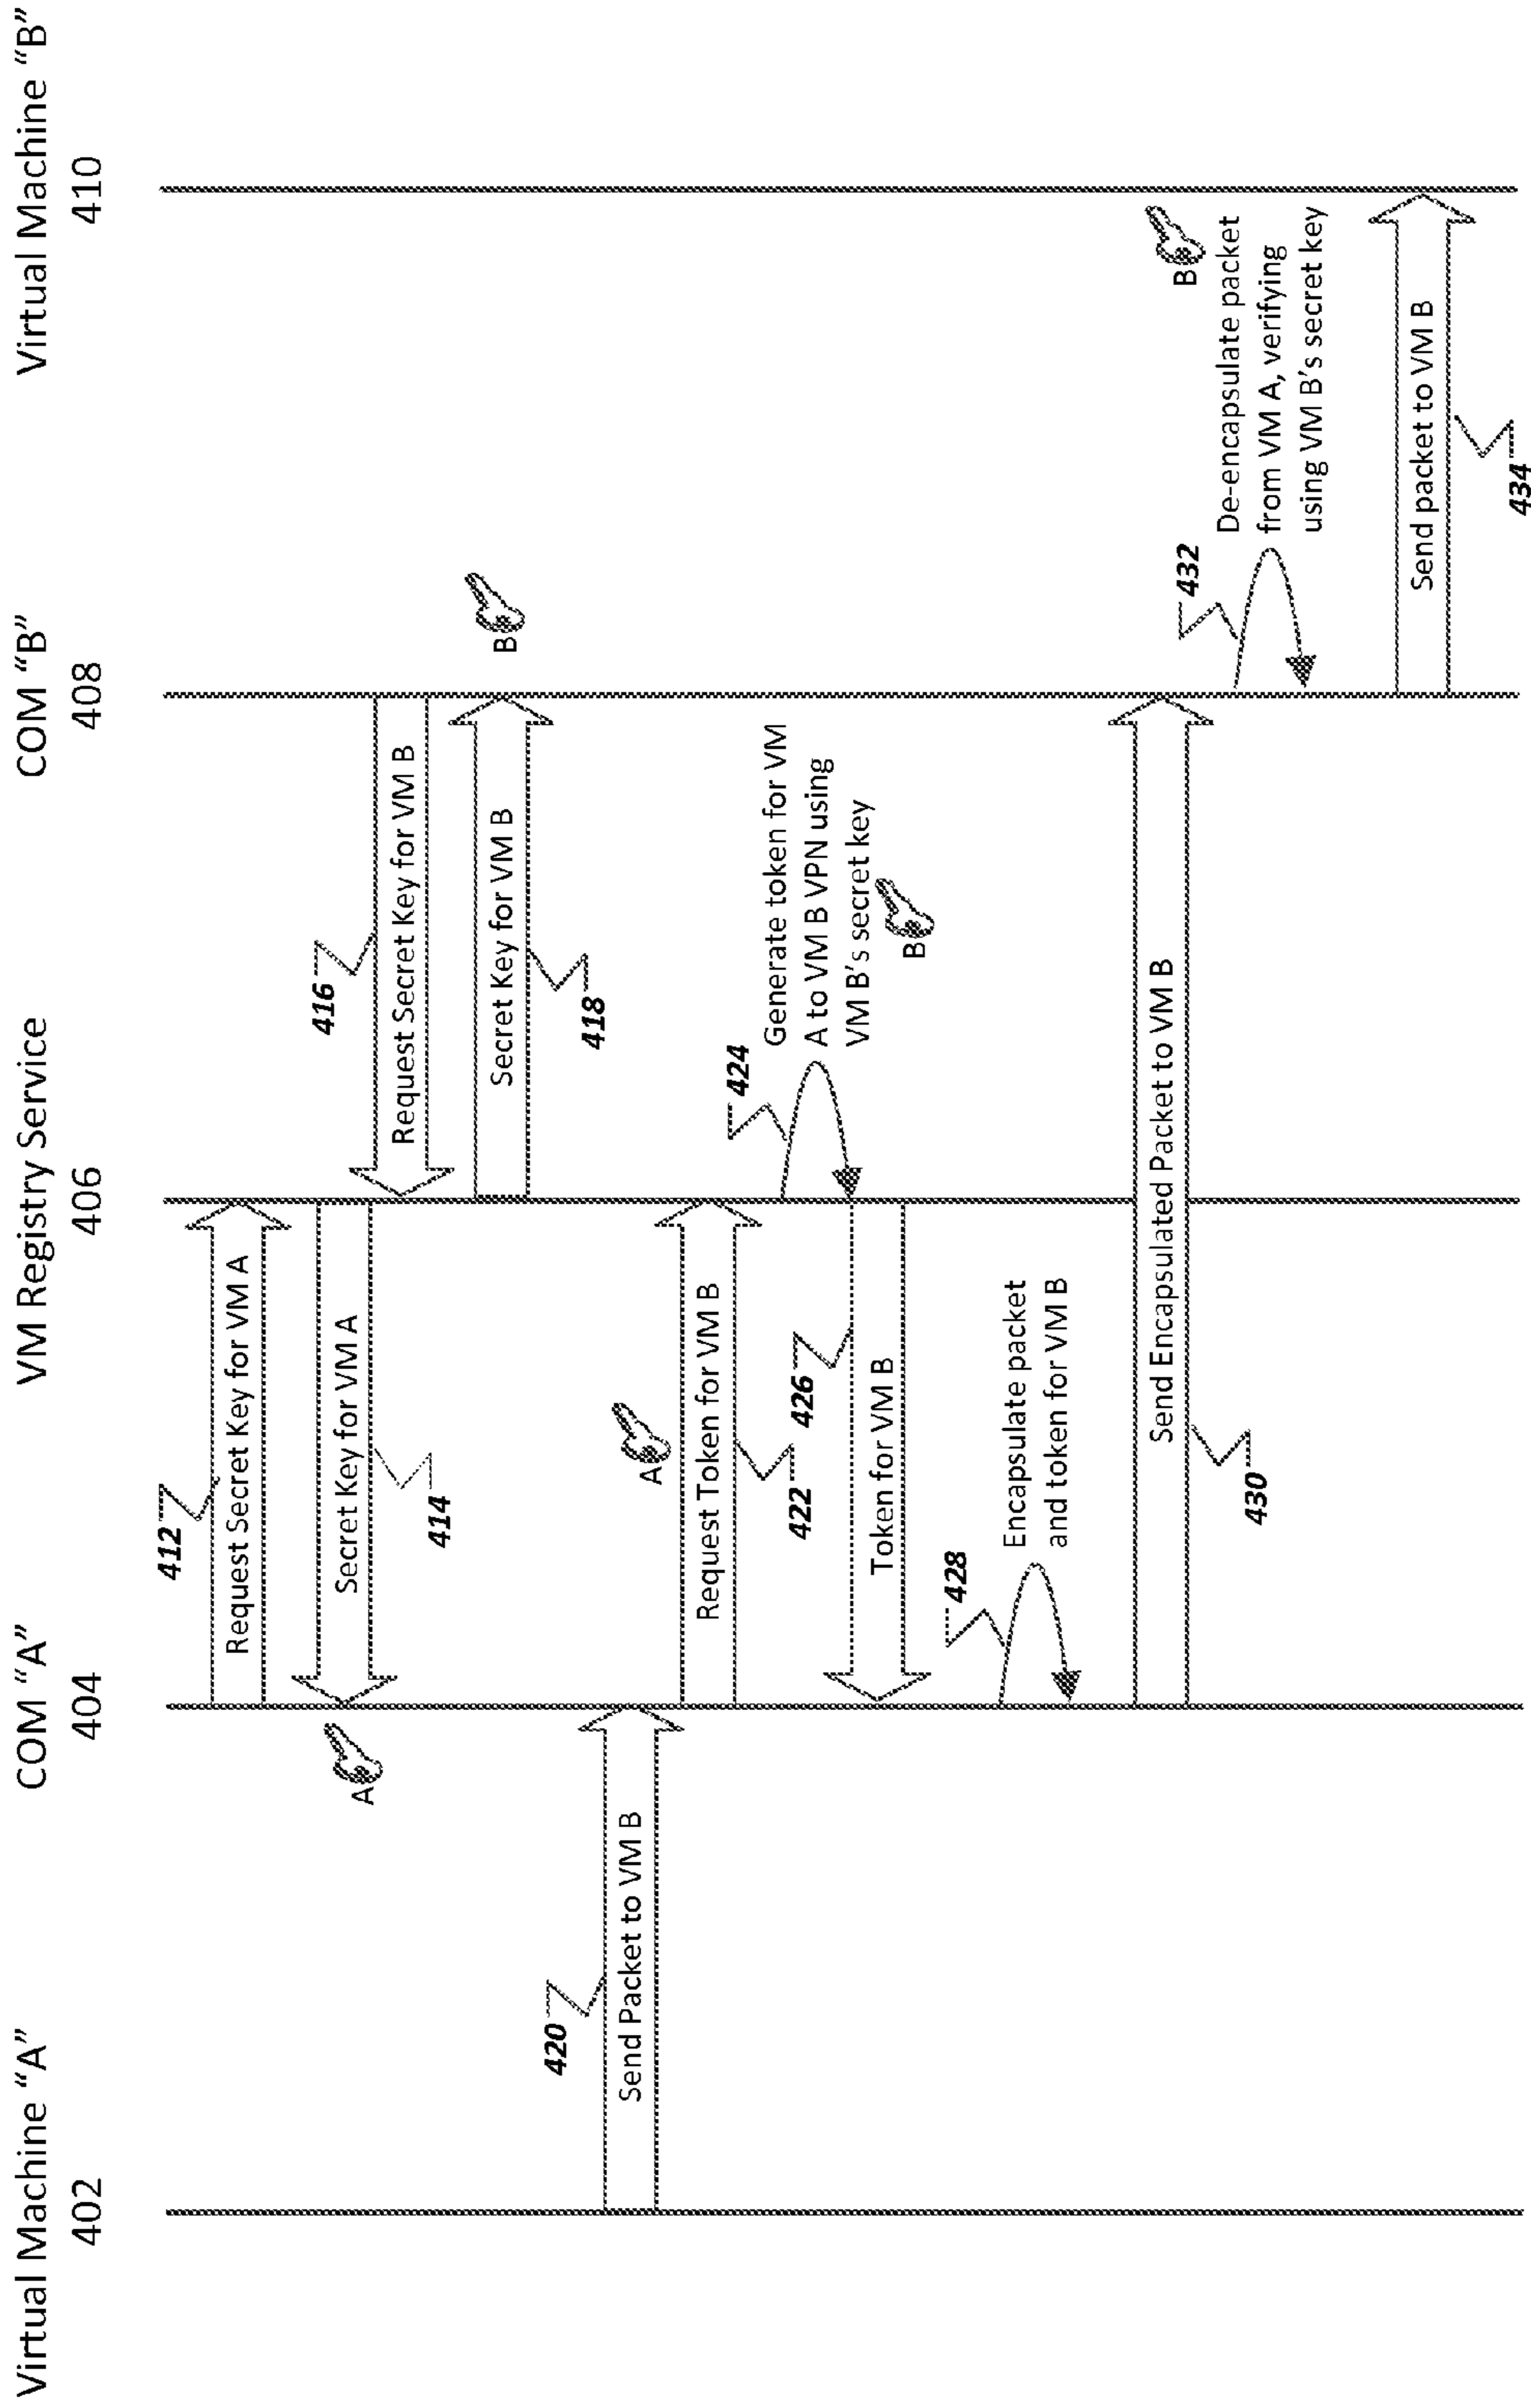 Virtual Machine “A”
402
COM “A”
404
VM Registry Service
406
COM “B”
408
Virtual Machine “B”
410
412
Request Secret Key for VM A
Secret Key for VM A
414
A
416
Request Secret Key for VM B
Secret Key for VM B
418
B
420
Send Packet to VM B
A
Request Token for VM B
422
424
Generate token for VM
A to VM B VPN using
VM B’s secret key
B
426
Token for VM B
428
Encapsulate packet
and token for VM B
Send Encapsulated Packet to VM B
430
432
B
De-encapsulate packet
from VM A, verifying
using VM B’s secret key
Send packet to VM B
434